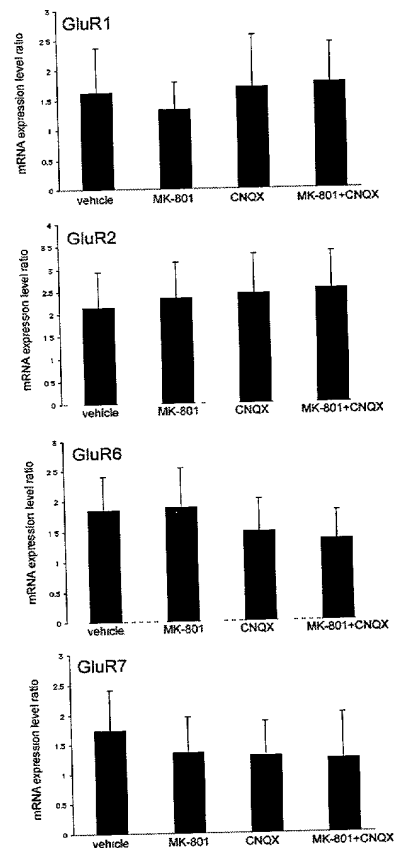 GluR1
mRNA expression level ratio
3
2.5
2
1.5
1
0.5
0
vehicle MK-801 CNQX MK-801+CNQX
GluR2
mRNA expression level ratio
4
3.5
3
2.5
2
1.5
1
0.5
0
vehicle MK-801 CNQX MK-801+CNQX
GluR6
mRNA expression level ratio
3
2.5
2
1.5
1
0.5
0
vehicle MK-801 CNQX MK-801+CNQX
GluR7
mRNA expression level ratio
3
2.5
2
1.5
1
0.5
0
vehicle MK-801 CNQX MK-801+CNQX